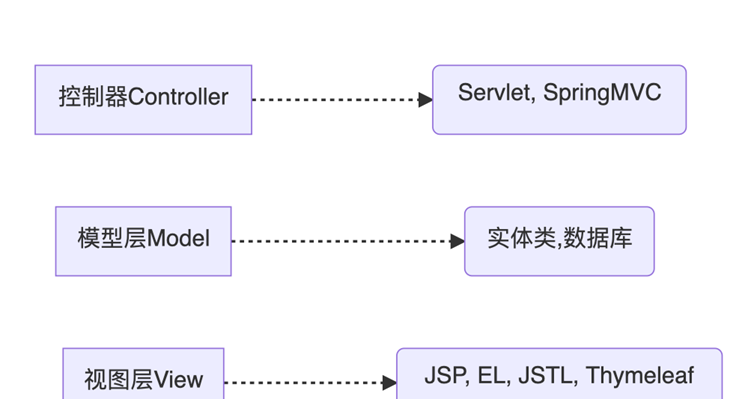 控制器Controller
Servlet, SpringMVC
模型层Model
实体类,数据库
视图层View
JSP, EL, JSTL, Thymeleaf